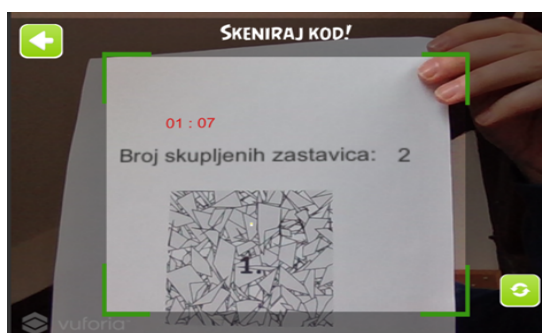 SKENIRAJ KOD!
01 : 07
Broj skupljenih zastavica: 2
1.
vuforia